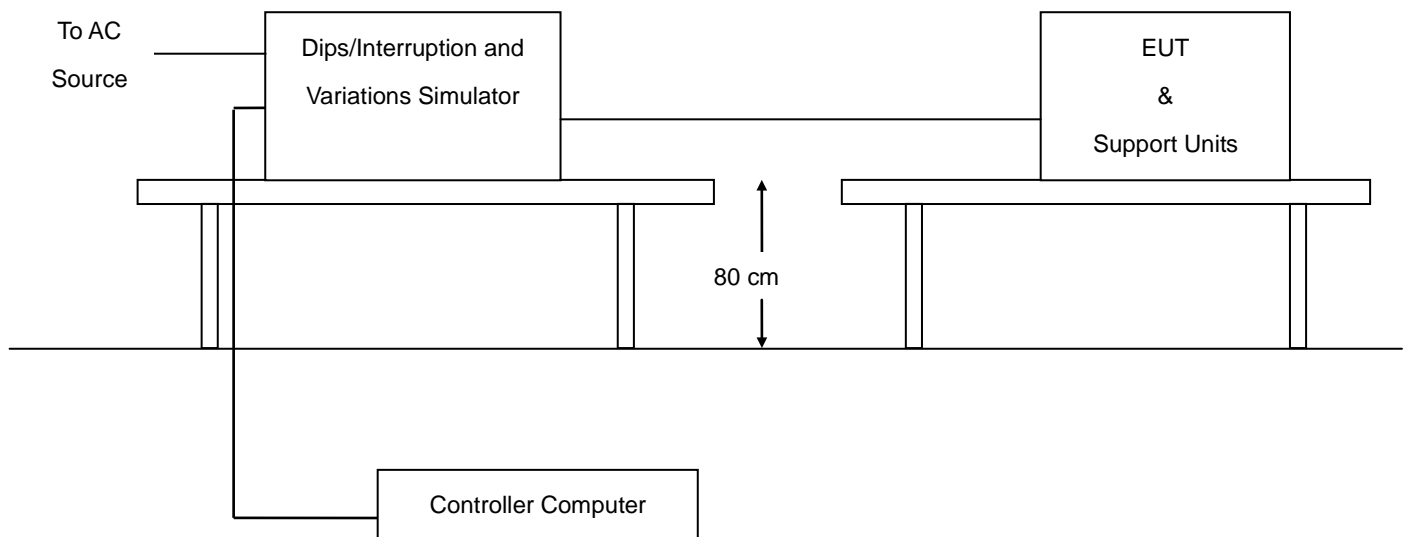 To AC
Source
Dips/Interruption and
Variations Simulator
EUT
&
Support Units
80 cm
Controller Computer